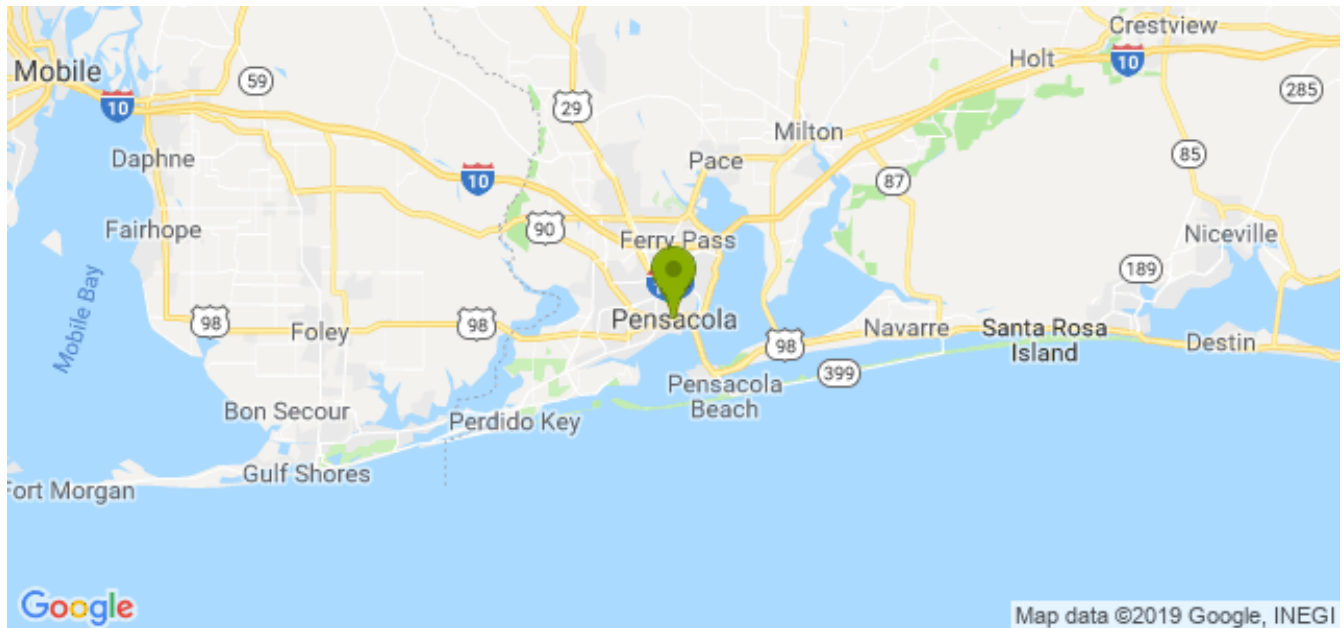 Crestview
Mobile
Holt
10
59
10
285
29
Daphne
Milton
Pace
85
10
87
Fairhope
90
Ferry Pass
Niceville
189
Mobile Bay
98
Foley
98
Pensacola
98
Navarre
Santa Rosa
Island
Destin
399
Pensacola
Beach
Bon Secour
Perdido Key
Gulf Shores
Fort Morgan
Google
Map data ©2019 Google, INEGI